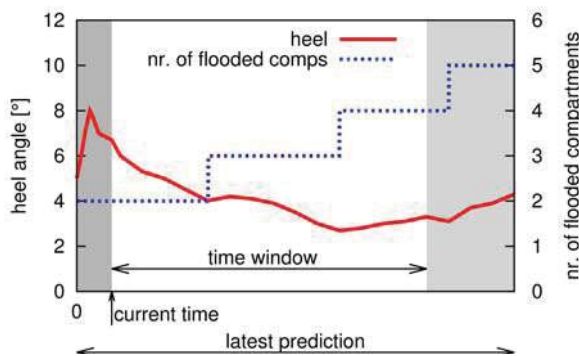 12
10
8
6
4
2
0
heel angle [°]
heel
nr. of flooded comps
6
5
4
3
2
1
0
nr. of flooded compartments
time window
0
current time
latest prediction